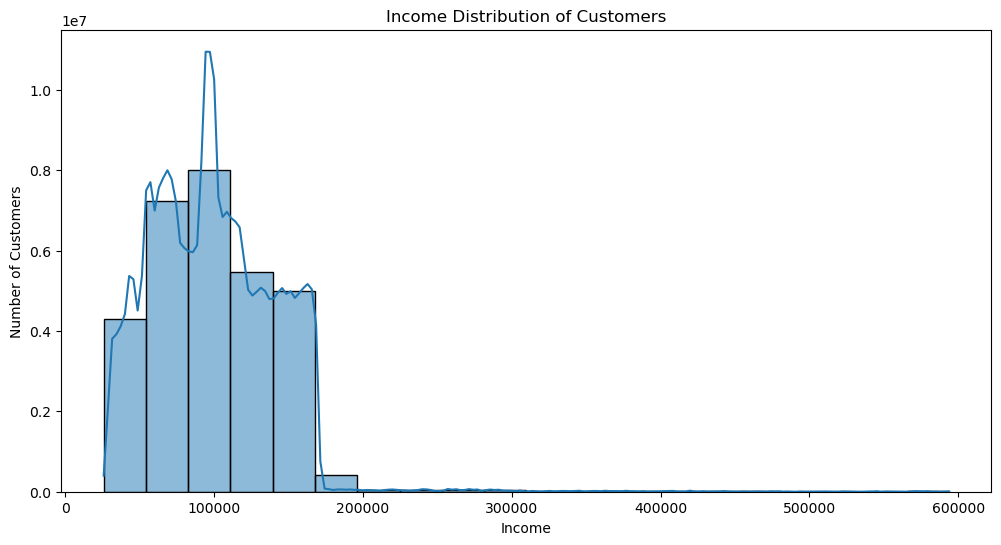 Income Distribution of Customers
1e7
1.0
0.8
0.6
0.4
0.2
0.0
Number of Customers
0 100000 200000 300000 400000 500000 600000
Income